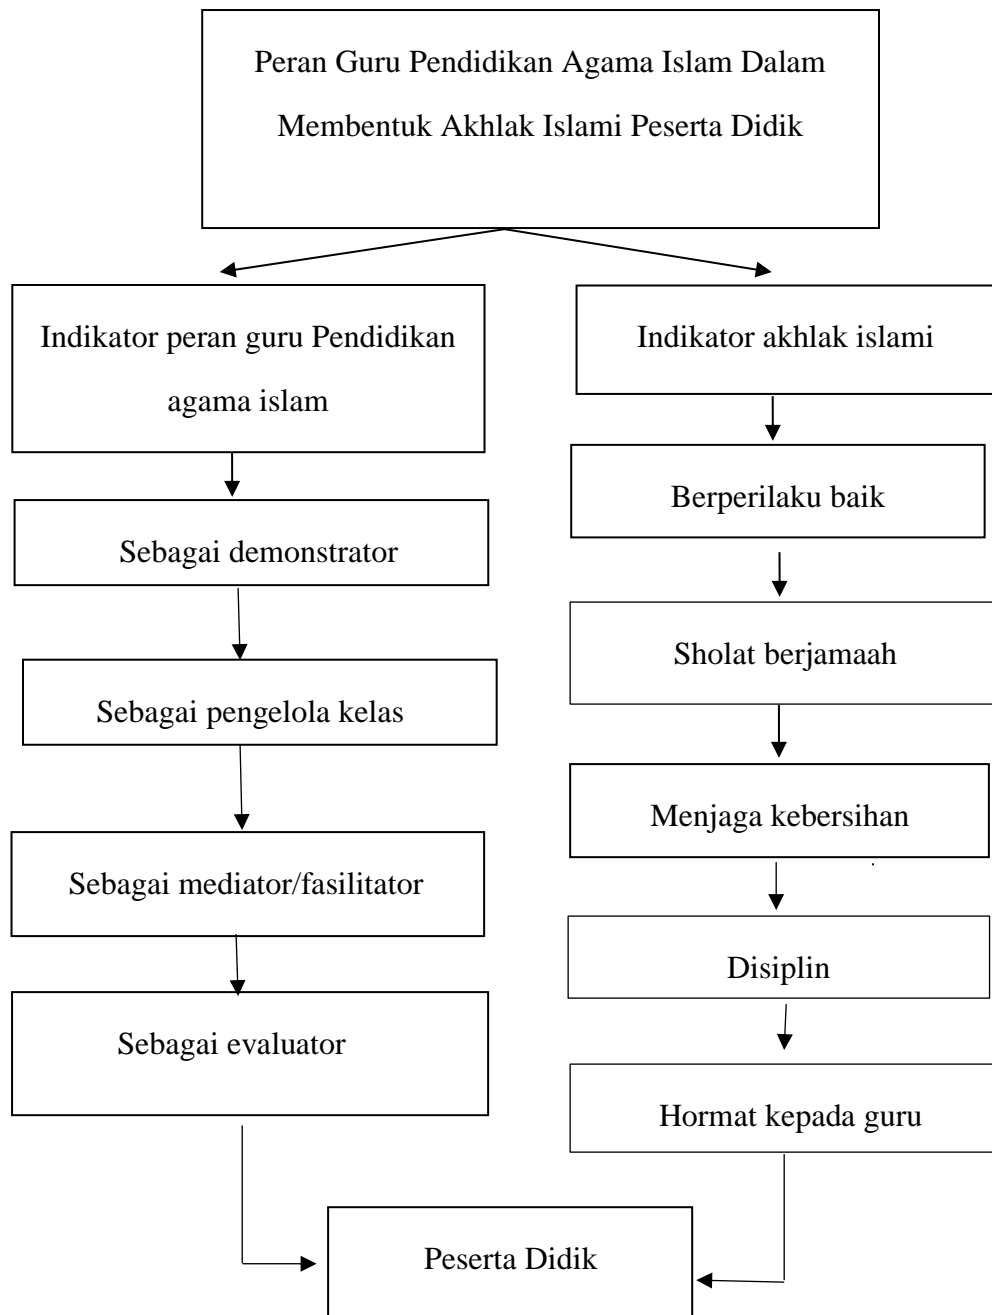 Peran Guru Pendidikan Agama Islam Dalam
Membentuk Akhlak Islami Peserta Didik
Indikator peran guru Pendidikan
agama islam
Sebagai demonstrator
Sebagai pengelola kelas
Sebagai mediator/fasilitator
Sebagai evaluator
Indikator akhlak islami
Berperilaku baik
Sholat berjamaah
Menjaga kebersihan
Disiplin
Hormat kepada guru
Peserta Didik